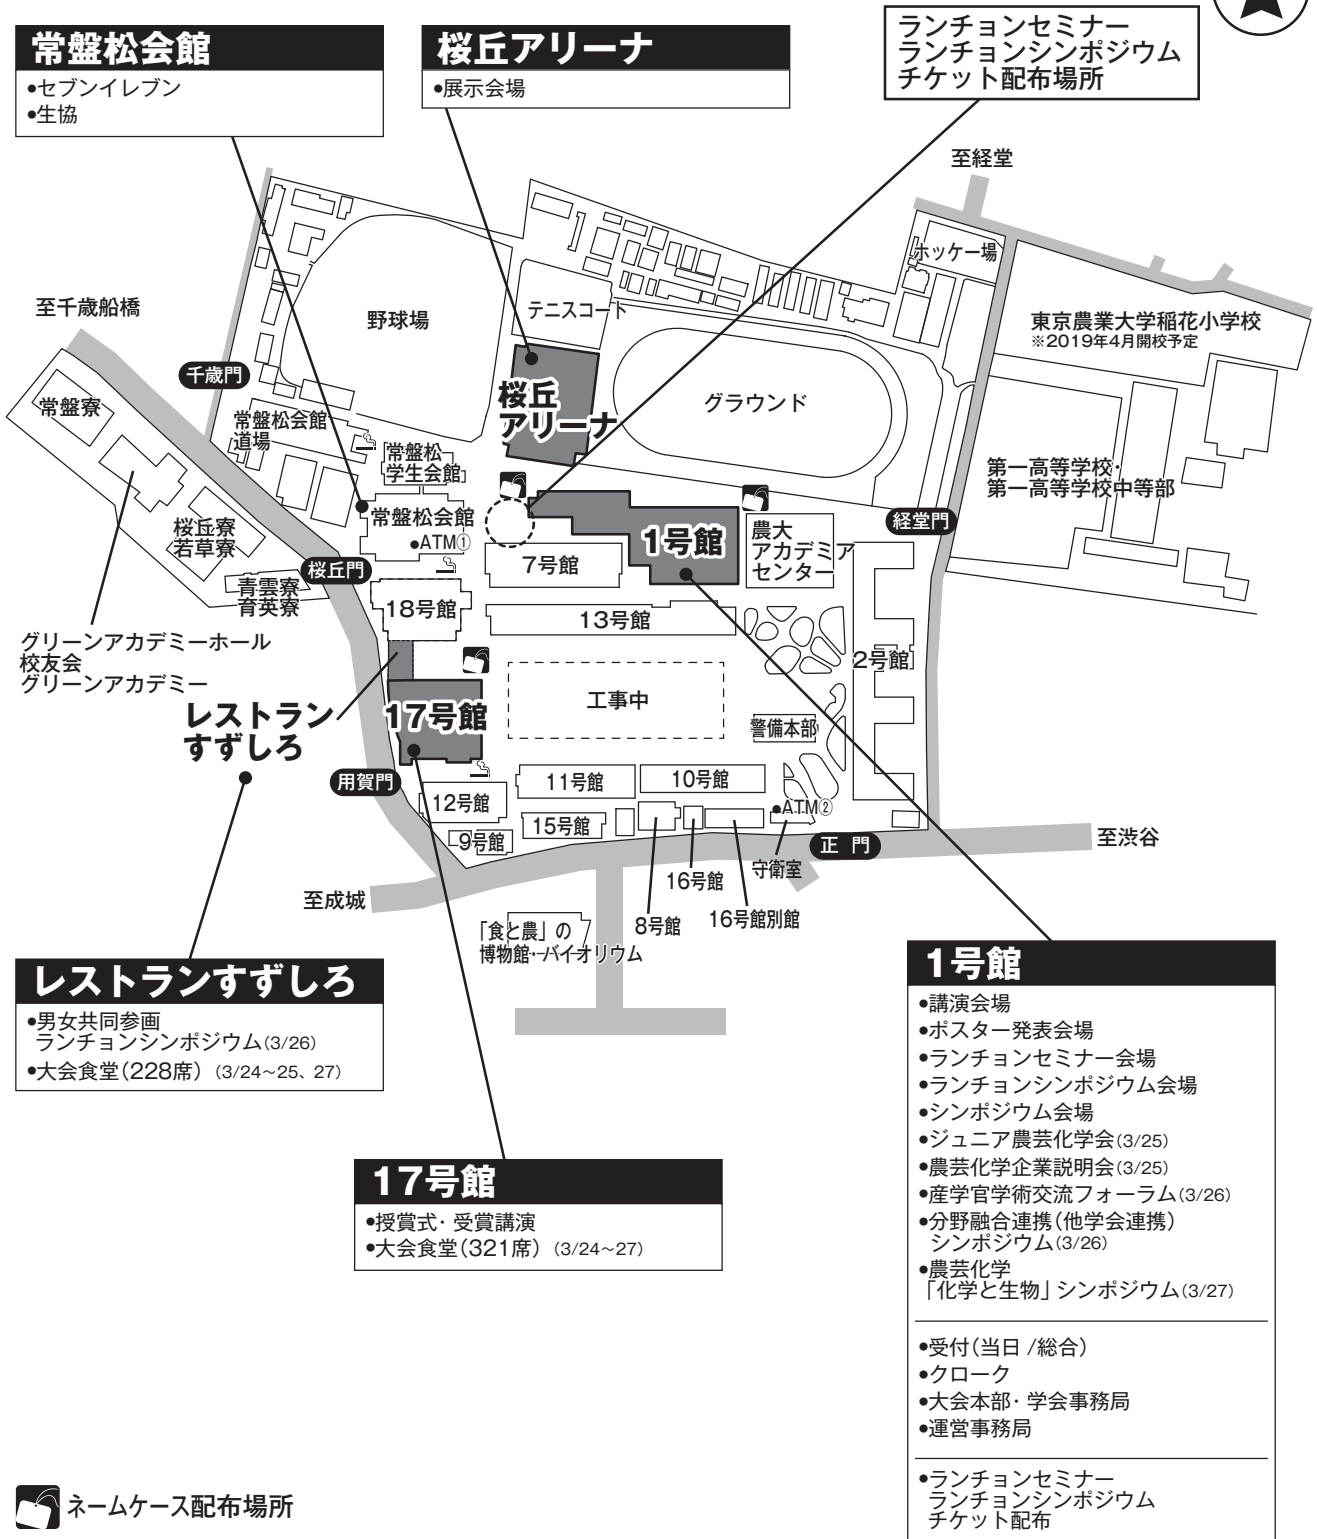 常盤松会館
•セブンイレブン
•生協
桜丘アリーナ
•展示会場
ランチョンセミナー
ランチョンシンポジウム
チケット配布場所
至経堂
ホッケー場
至千歳船橋
野球場
テニスコート
東京農業大学稲花小学校
※2019年4月開校予定
千歳門
桜丘
アリーナ
グラウンド
常盤寮
常盤松会館
道場
常盤松
学生会館
第一高等学校・
第一高等学校中等部
常盤松会館
•ATM①
経堂門
1号館
農大
アカデミア
センター
桜丘寮
若草寮
7号館
桜丘門
青雲寮
育英寮
18号館
13号館
グリーンアカデミーホール
校友会
グリーンアカデミー
2号館
工事中
レストラン
すずしろ
17号館
警備本部
用賀門
11号館
10号館
12号館
•ATM②
15号館
9号館
正 門
至渋谷
守衛室
16号館
至成城
8号館
16号館別館
「食と農」の
博物館・バイオリウム
レストランすずしろ
•男女共同参画
ランチョンシンポジウム(3/26)
•大会食堂(228席) (3/24～25、27)
17号館
•授賞式・受賞講演
•大会食堂(321席) (3/24～27)
1号館
•講演会場
•ポスター発表会場
•ランチョンセミナー会場
•ランチョンシンポジウム会場
•シンポジウム会場
•ジュニア農芸化学会(3/25)
•農芸化学企業説明会(3/25)
•産学官学術交流フォーラム(3/26)
•分野融合連携(他学会連携)
シンポジウム(3/26)
•農芸化学
「化学と生物」シンポジウム(3/27)
•受付(当日 /総合)
•クローク
•大会本部・学会事務局
•運営事務局
•ランチョンセミナー
ランチョンシンポジウム
チケット配布
ネームケース配布場所